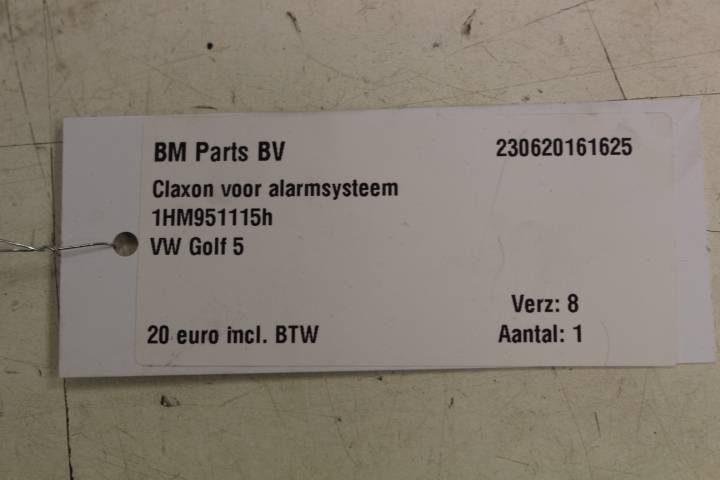 BM Parts BV 230620161625
Claxon voor alarmsysteem
1HM951115h
VW Golf 5
Verz: 8
20 euro incl. BTW Aantal: 1